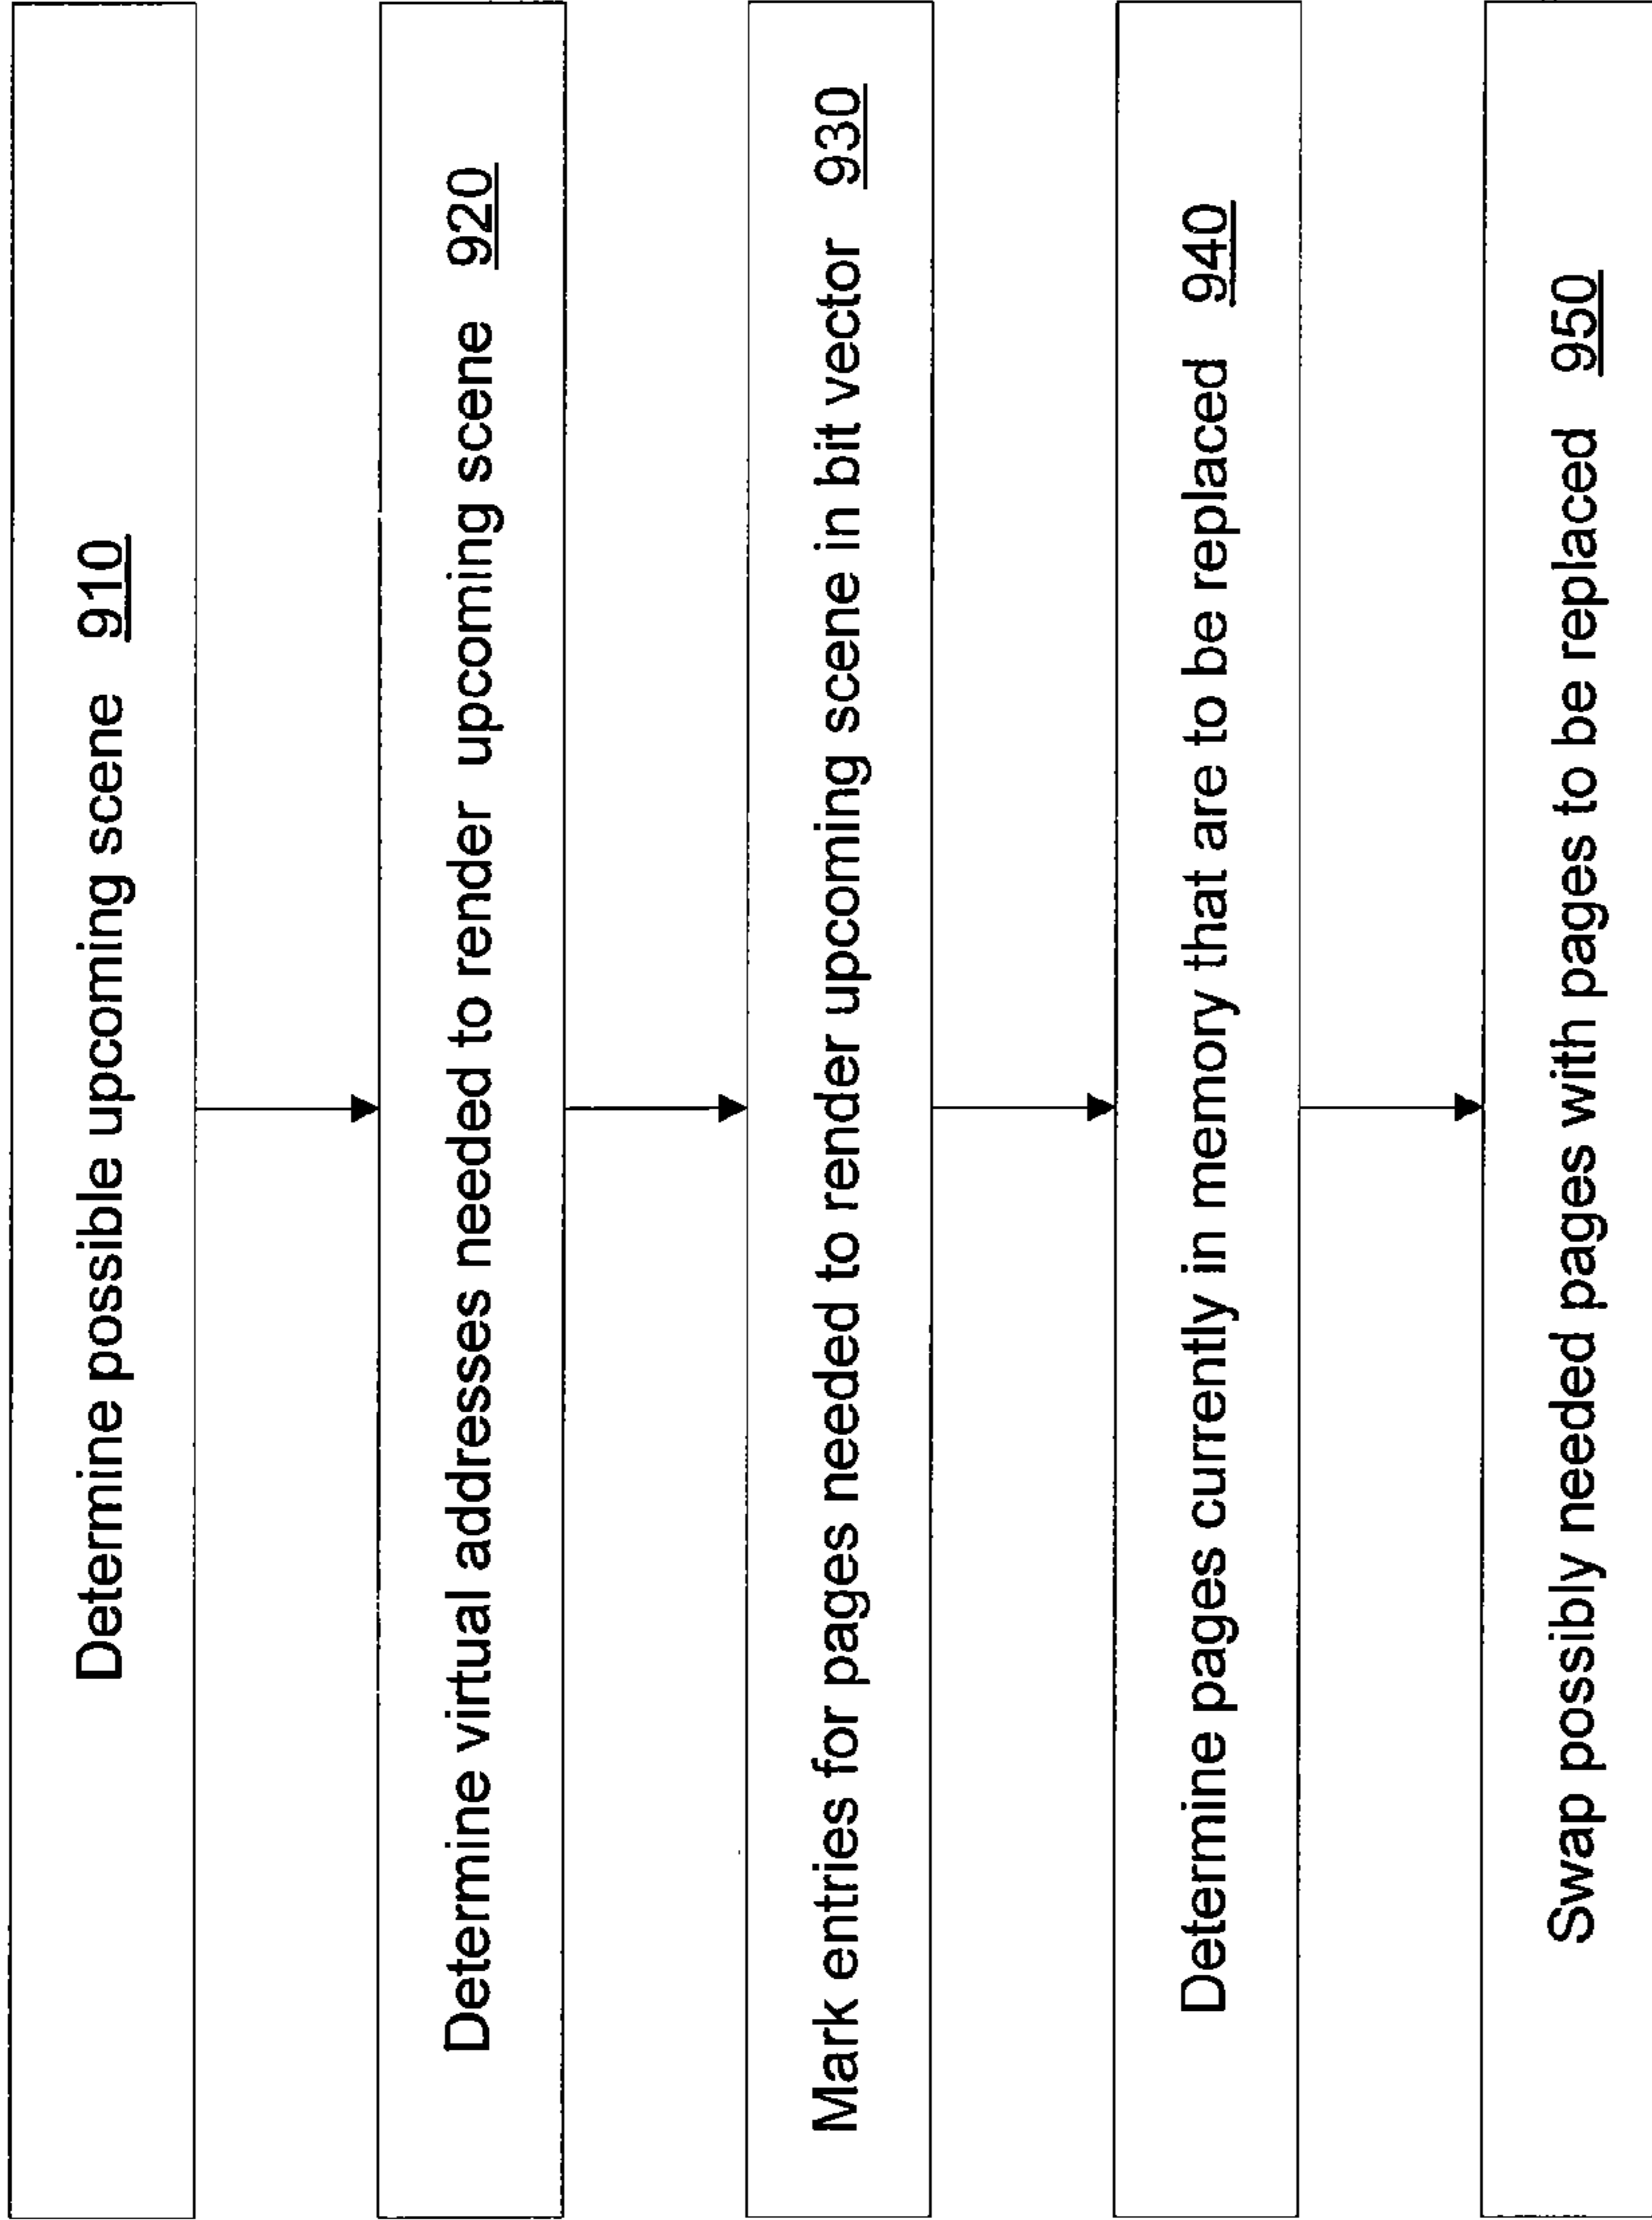 Determine possible upcoming scene 910
Determine virtual addresses needed to render upcoming scene 920
Mark entries for pages needed to render upcoming scene in bit vector 930
Determine pages currently in memory that are to be replaced 940
Swap possibly needed pages with pages to be replaced 950